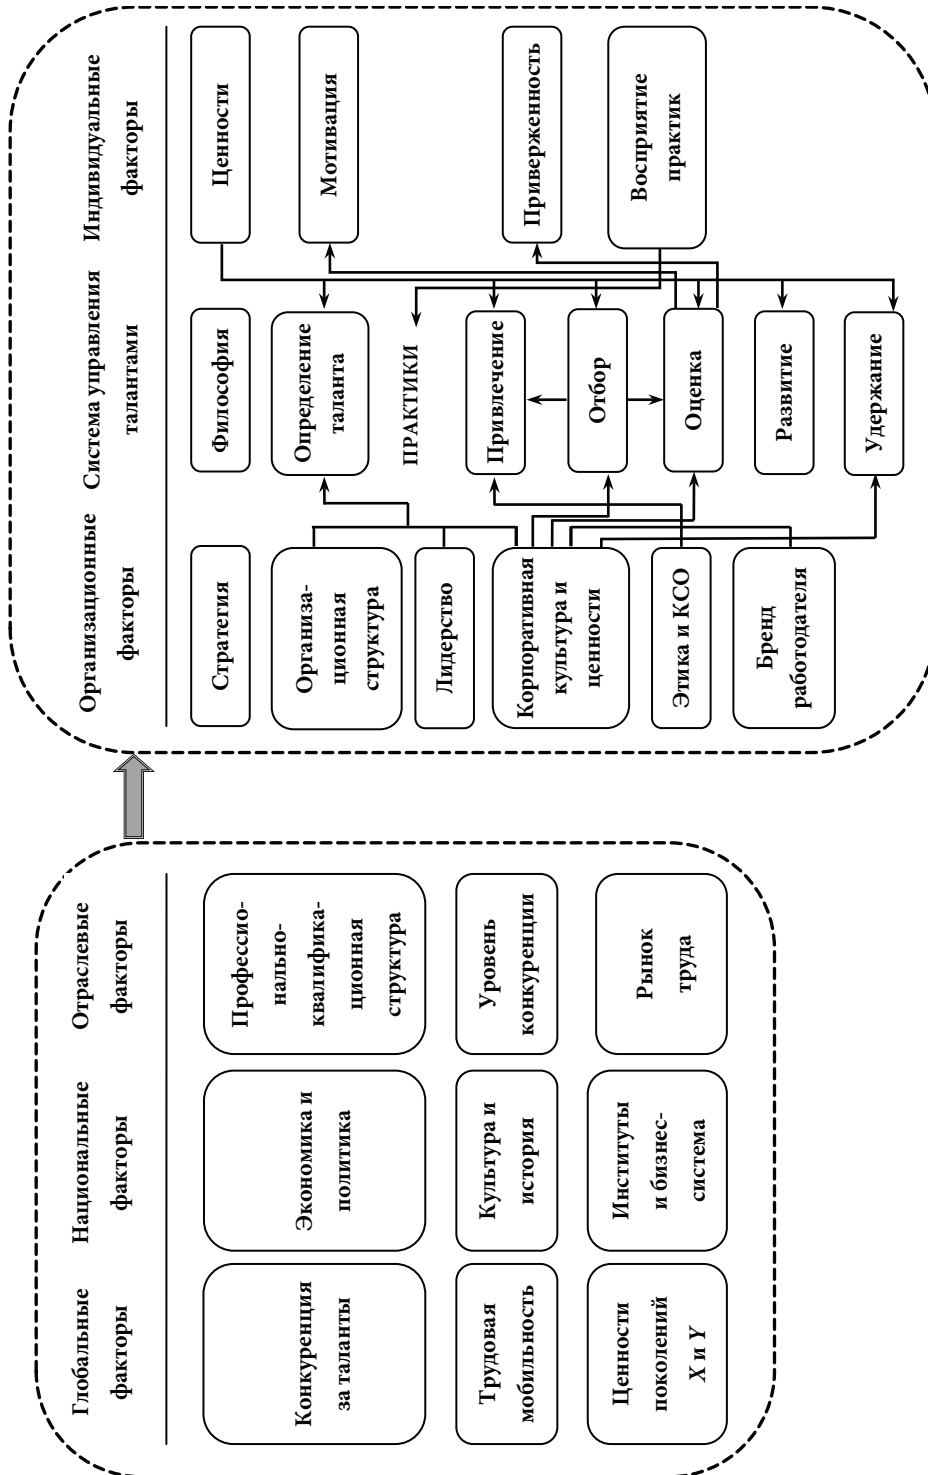 Глобальные
факторы
Конкуренция
за таланты
Трудовая
мобильность
Ценности
поколений
X и Y
Национальные
факторы
Экономика и
политика
Культура и
история
Институты
и бизнес-
система
Отраслевые
факторы
Профессио-
нально-
квалифика-
ционная
структура
Уровень
конкуренции
Рынок
труда
Организационные
факторы
Стратегия
Организа-
ционная
структура
Лидерство
Корпоративная
культура и
ценности
Этика и КСО
Бренд
работодателя
Система управления
талантами
Философия
Определение
таланта
ПРАКТИКИ
Привлечение
Отбор
Оценка
Развитие
Удержание
Индивидуальные
факторы
Ценности
Мотивация
Приверженность
Восприятие
практик